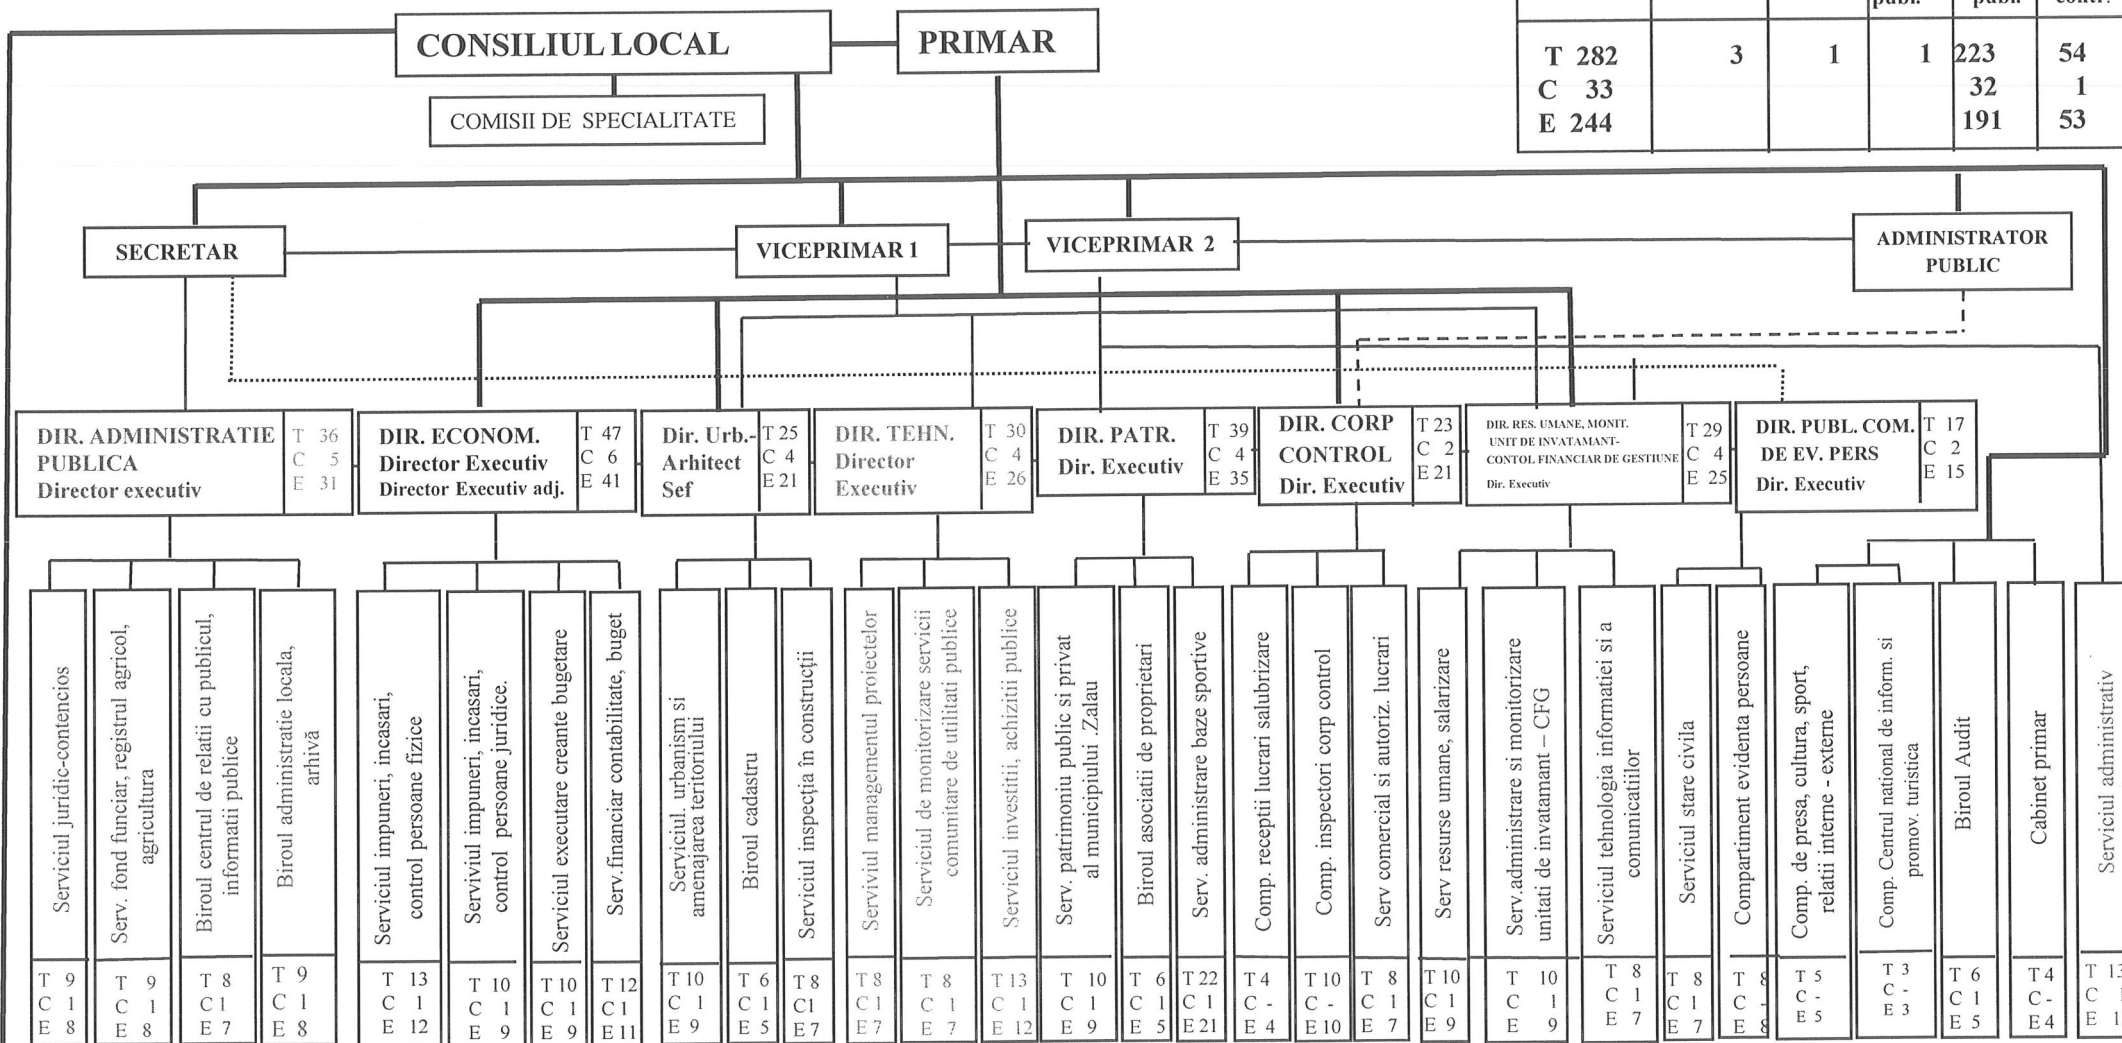 CONSILIUL LOCAL
PRIMAR
COMISII DE SPECIALITATE
publ. publ. contr.
T 282 3 1 1 223 54
C 33 32 1
E 244 191 53
SECRETAR
VICEPRIMAR 1
VICEPRIMAR 2
ADMINISTRATOR
PUBLIC
DIR. ADMINISTRATIE
PUBLICA
Director executiv
T 36
C 5
E 31
DIR. ECONOM.
Director Executiv
Director Executiv adj.
T 47
C 6
E 41
Dir. Urb.-
Arhitect
Sef
T 25
C 4
E 21
DIR. TEHN.
Director
Executiv
T 30
C 4
E 26
DIR. PATR.
Dir. Executiv
T 39
C 4
E 35
DIR. CORP
CONTROL
Dir. Executiv
T 23
C 2
E 21
DIR. RES. UMANE, MONIT.
UNIT DE INVATAMANT-
CONTOL FINANCIAR DE GESTIUNE
Dir. Executiv
T 29
C 4
E 25
DIR. PUBL. COM.
DE EV. PERS
Dir. Executiv
T 17
C 2
E 15
Serviciul juridic-contencios
T 9
C 1
E 8
Serv. fond funciar, registrul agricol,
agricultura
T 9
C 1
E 8
Biroul centrul de relatii cu publicul,
informatii publice
T 8
C 1
E 7
Biroul administratie locala,
arhivă
T 9
C 1
E 8
Serviciul impuneri, incasari,
control persoane fizice
T 13
C 1
E 12
Serviviul impuneri, incasari,
control persoane juridice.
T 10
C 1
E 9
Serviciul executare creante bugetare
T 10
C 1
E 9
Serv. financiar contabilitate, buget
T 12
C 1
E 11
Serviciul. urbanism si
amenajarea teritoriului
T 10
C 1
E 9
Biroul cadastru
T 6
C 1
E 5
Serviciul inspecția în construcții
T 8
C1
E7
Serviviul managementul proiectelor
T 8
C 1
E 7
Serviciul de monitorizare servicii
comunitare de utilitati publice
T 8
C 1
E 7
Serviciul investitii, achizitii publice
T 13
C 1
E 12
Serv. patrimoniu public si privat
al municipiului .Zalau
T 10
C 1
E 9
Biroul asociatii de proprietari
T 6
C 1
E 5
Serv. administrare baze sportive
T 22
C 1
E 21
Comp. receptii lucrari salubrizare
T 4
C -
E 4
Comp. inspectori corp control
T 10
C -
E 10
Serv comercial si autoriz. lucrari
T 8
C 1
E 7
Serv resurse umane, salarizare
T 10
C 1
E 9
Serv.administrare si monitorizare
unitati de invatamant – CFG
T 10
C 1
E 9
Serviciul tehnologia informatiei si a
comunicatiilor
T 8
C 1
E 7
Serviciul stare civila
T 8
C 1
E 7
Compartiment evidenta persoane
T 8
C -
E 8
Comp. de presa, cultura, sport,
relatii interne - externe
T 5
C -
E 5
Comp. Centrul national de inform. si
promov. turistica
T 3
C -
E 3
Biroul Audit
T 6
C 1
E 5
Cabinet primar
T 4
C -
E 4
Serviciul administrativ
T 13
C
E